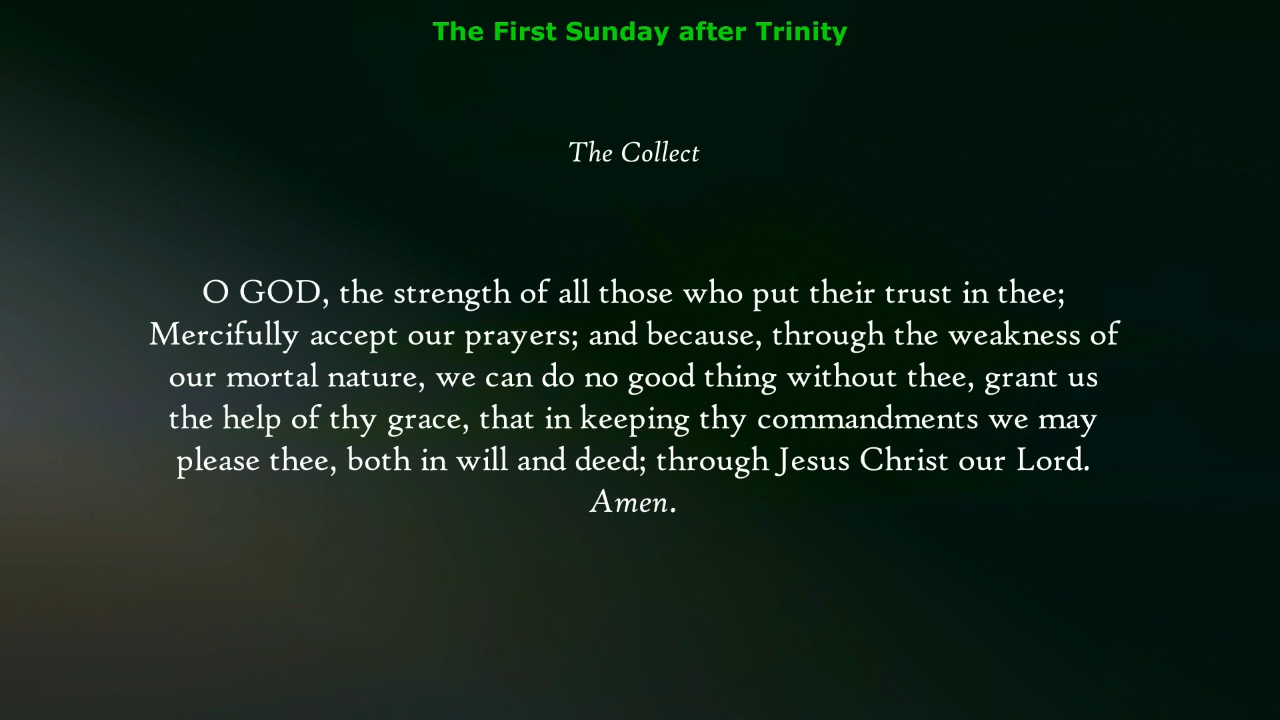 The First Sunday after Trinity
The Collect
O GOD, the strength of all those who put their trust in thee;
Mercifully accept our prayers; and because, through the weakness of
our mortal nature, we can do no good thing without thee, grant us
the help of thy grace, that in keeping thy commandments we may
please thee, both in will and deed; through Jesus Christ our Lord.
Amen.